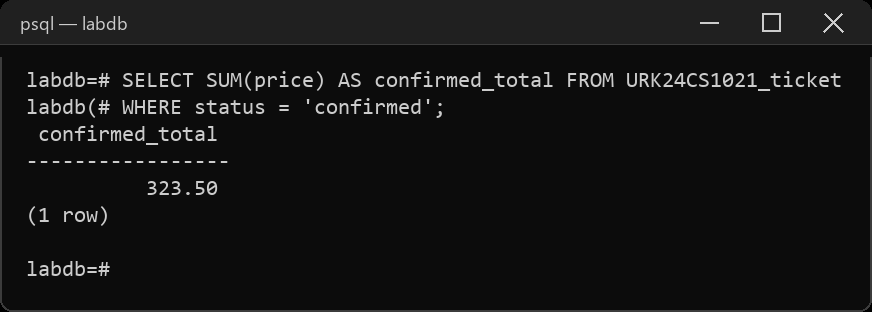 psql — labdb
labdb=# SELECT SUM(price) AS confirmed_total FROM URK24CS1021_ticket
labdb(# WHERE status = 'confirmed';
 confirmed_total
-----------------
          323.50
(1 row)

labdb=#